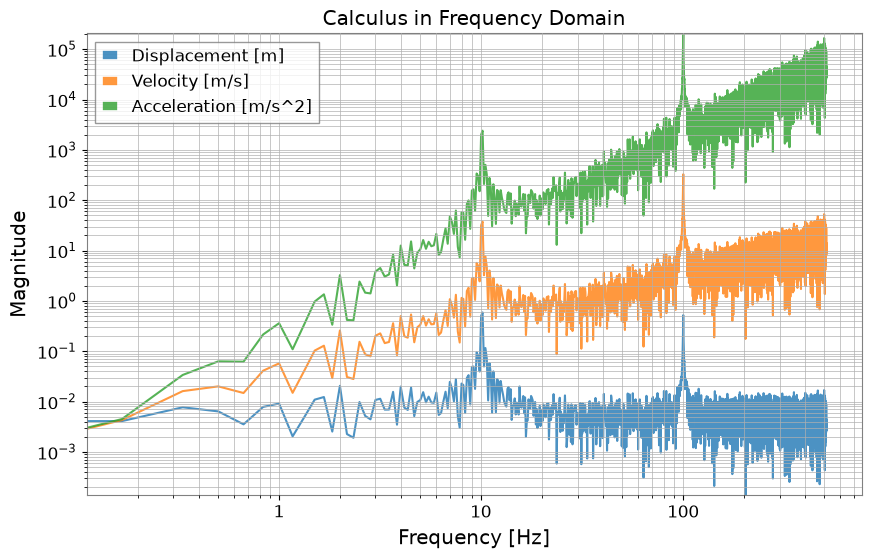 Calculus in Frequency Domain
Displacement [m]
Velocity [m/s]
Acceleration [m/s^2]
Magnitude
10⁵
10⁴
10³
10²
10¹
10⁰
10⁻¹
10⁻²
10⁻³
1
10
100
Frequency [Hz]